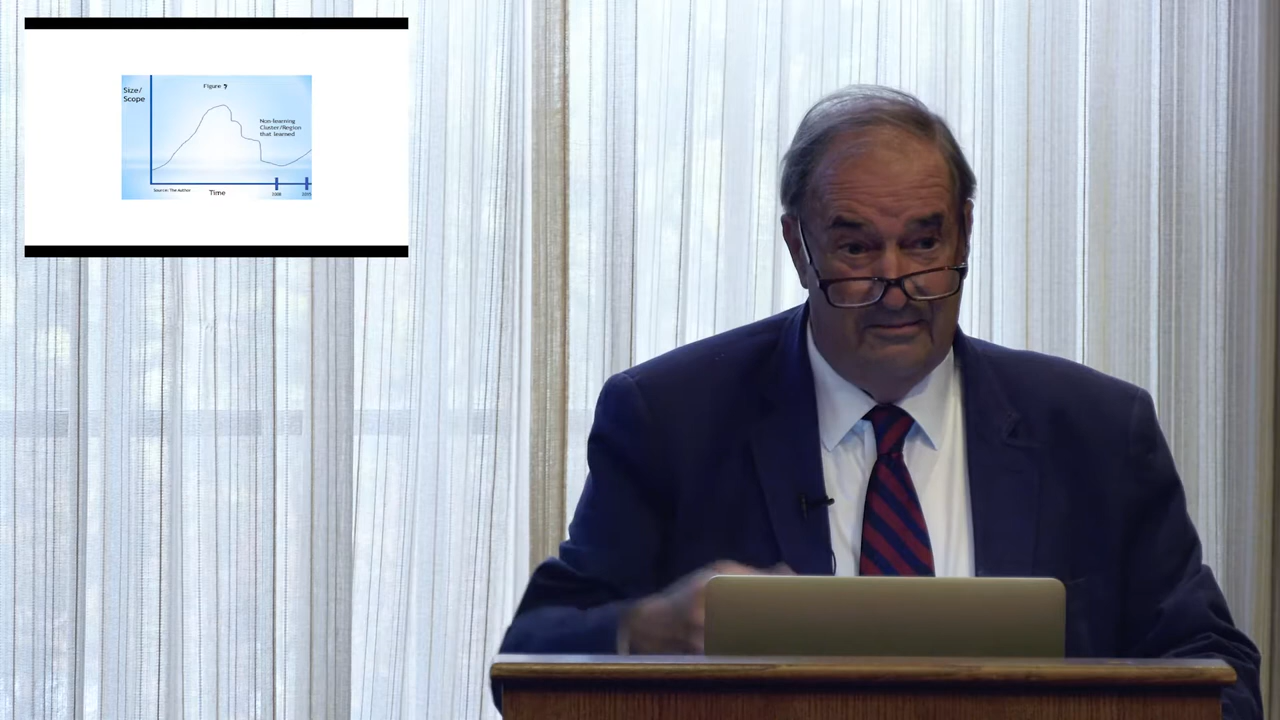 Size/
Scope
Figure 7
Non-learning
Cluster/Region
that learned
Source: The Author
Time